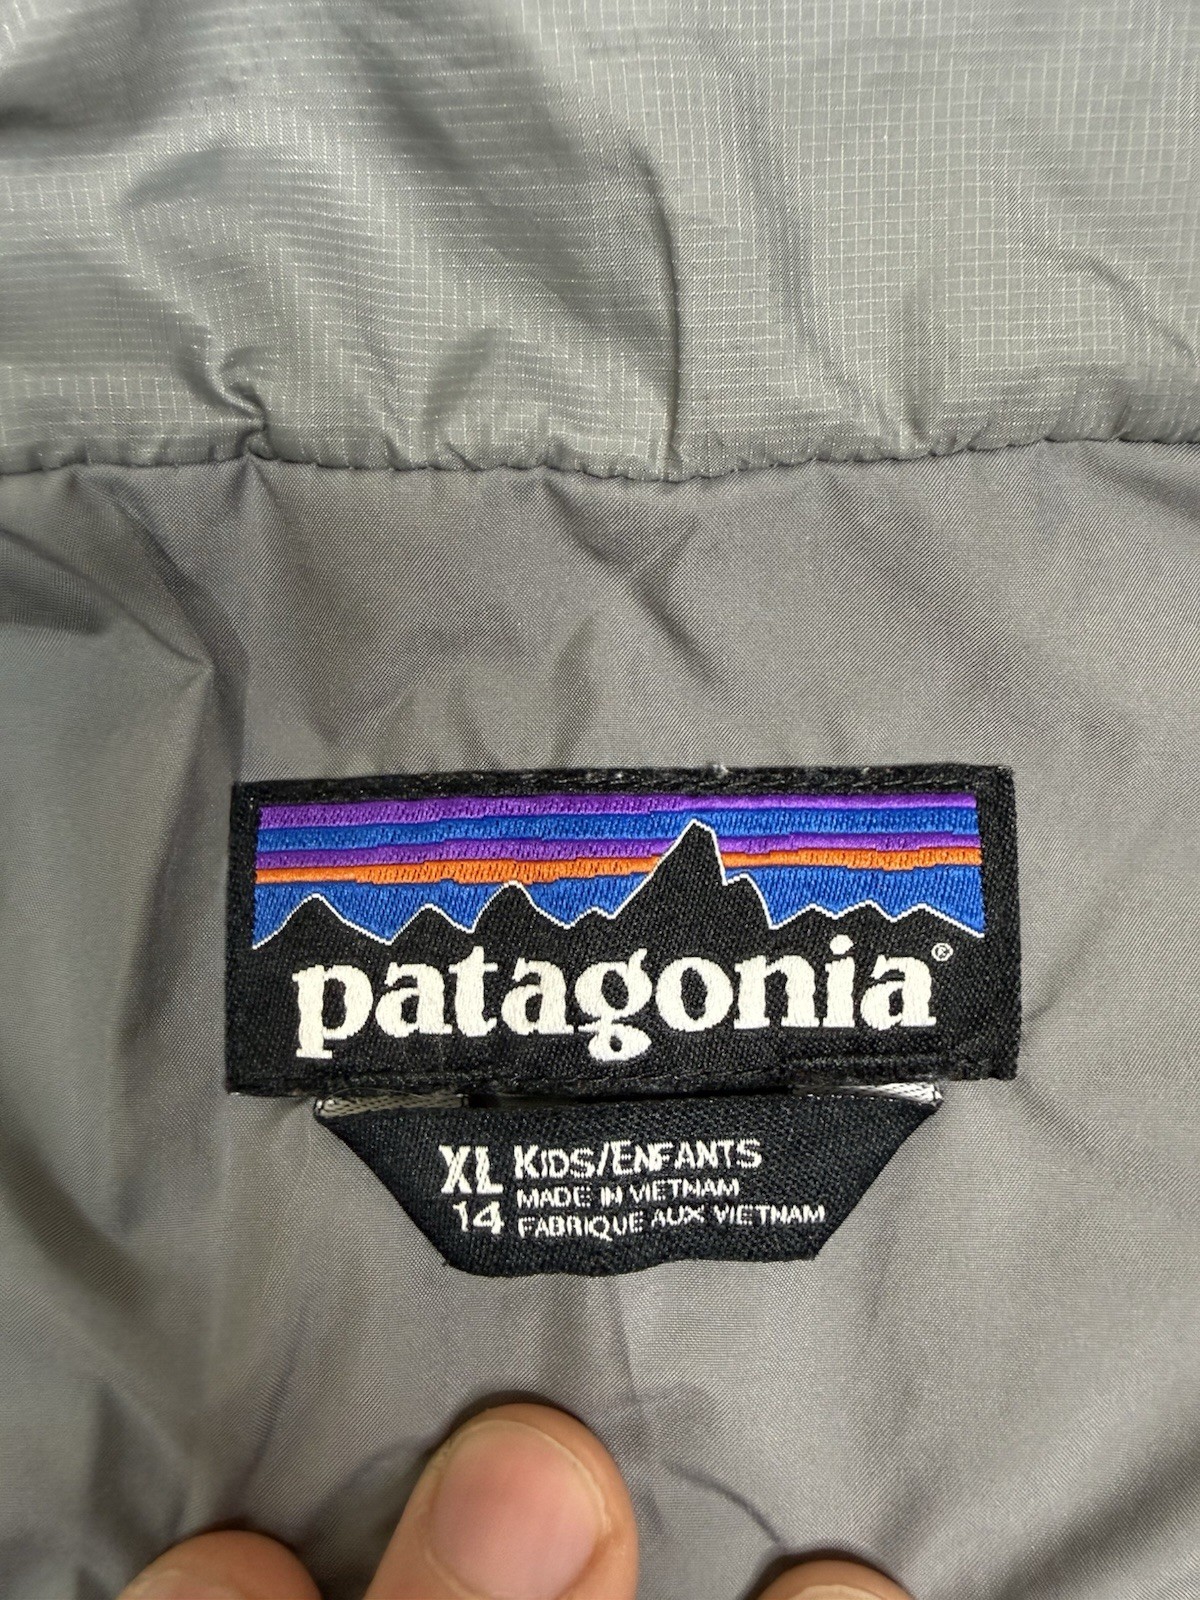 patagonia®
XL KIDS/ENFANTS
14 MADE IN VIETNAM
FABRIQUE AUX VIETNAM